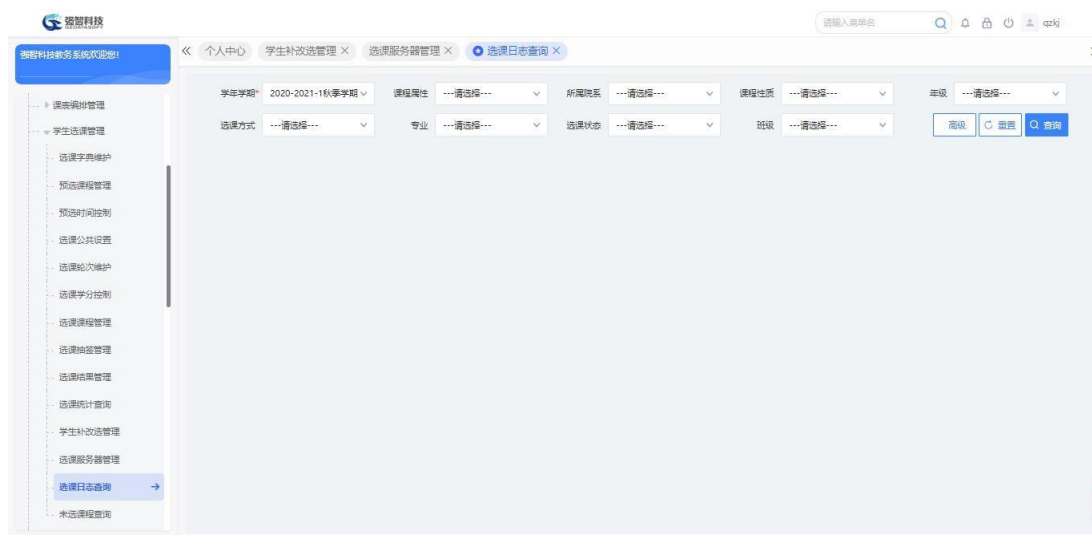 强智科技
QZDATASOFT
请输入菜单名
qzkj
强智科技教务系统欢迎您!
个人中心 学生补改选管理 × 选课服务器管理 × 选课日志查询 ×
学年学期* 2020-2021-1秋季学期 课程属性 ---请选择--- 所属院系 ---请选择--- 课程性质 ---请选择--- 年级 ---请选择---
选课方式 ---请选择--- 专业 ---请选择--- 选课状态 ---请选择--- 班级 ---请选择--- 高级 重置 查询
课表编排管理
学生选课管理
选课字典维护
预选课程管理
预选时间控制
选课公共设置
选课轮次维护
选课学分控制
选课课程管理
选课抽签管理
选课结果管理
选课统计查询
学生补改选管理
选课服务器管理
选课日志查询
未选课程查询